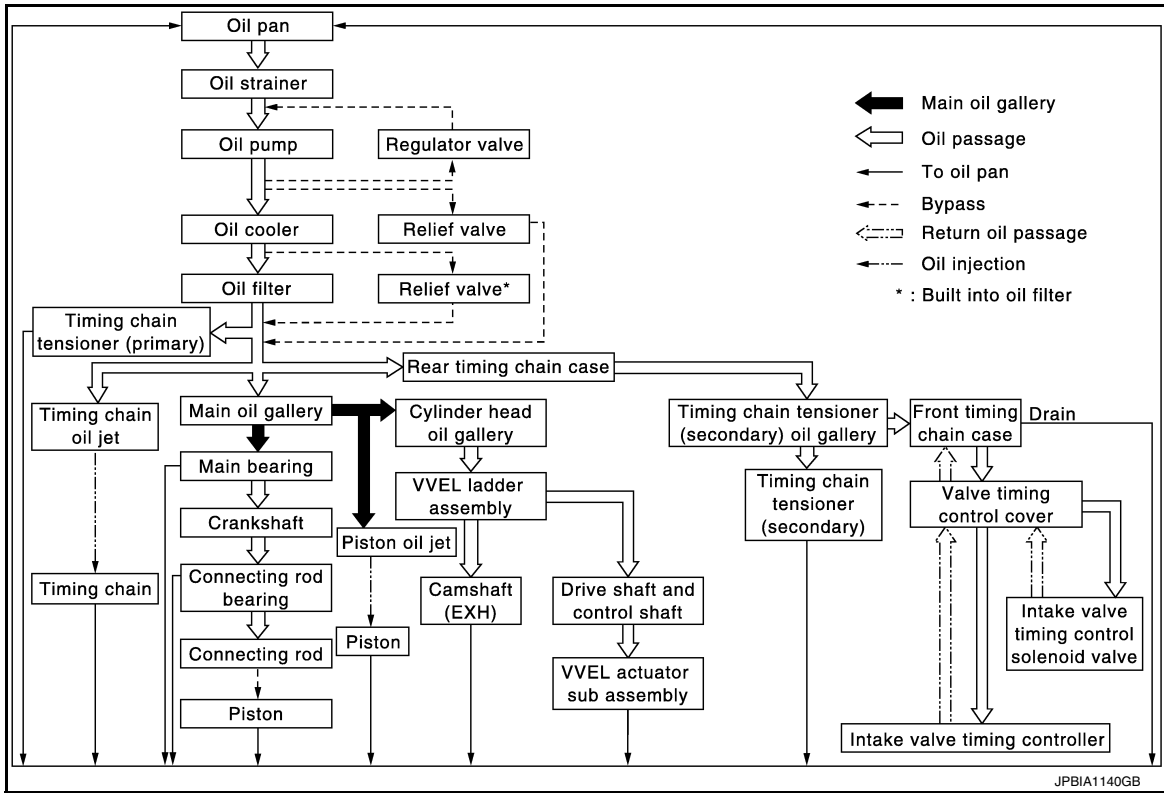 Oil pan
Oil strainer
Oil pump
Regulator valve
Oil cooler
Relief valve
Oil filter
Relief valve*
Main oil gallery
Oil passage
To oil pan
Bypass
Return oil passage
Oil injection
* : Built into oil filter
Timing chain
tensioner (primary)
Rear timing chain case
Timing chain
oil jet
Main oil gallery
Cylinder head
oil gallery
Timing chain tensioner
(secondary) oil gallery
Front timing
chain case
Drain
Main bearing
VVEL ladder
assembly
Timing chain
tensioner
(secondary)
Valve timing
control cover
Crankshaft
Piston oil jet
Timing chain
Connecting rod
bearing
Camshaft
(EXH)
Drive shaft and
control shaft
Intake valve
timing control
solenoid valve
Connecting rod
Piston
VVEL actuator
sub assembly
Piston
Intake valve timing controller
JPBIA1140GB